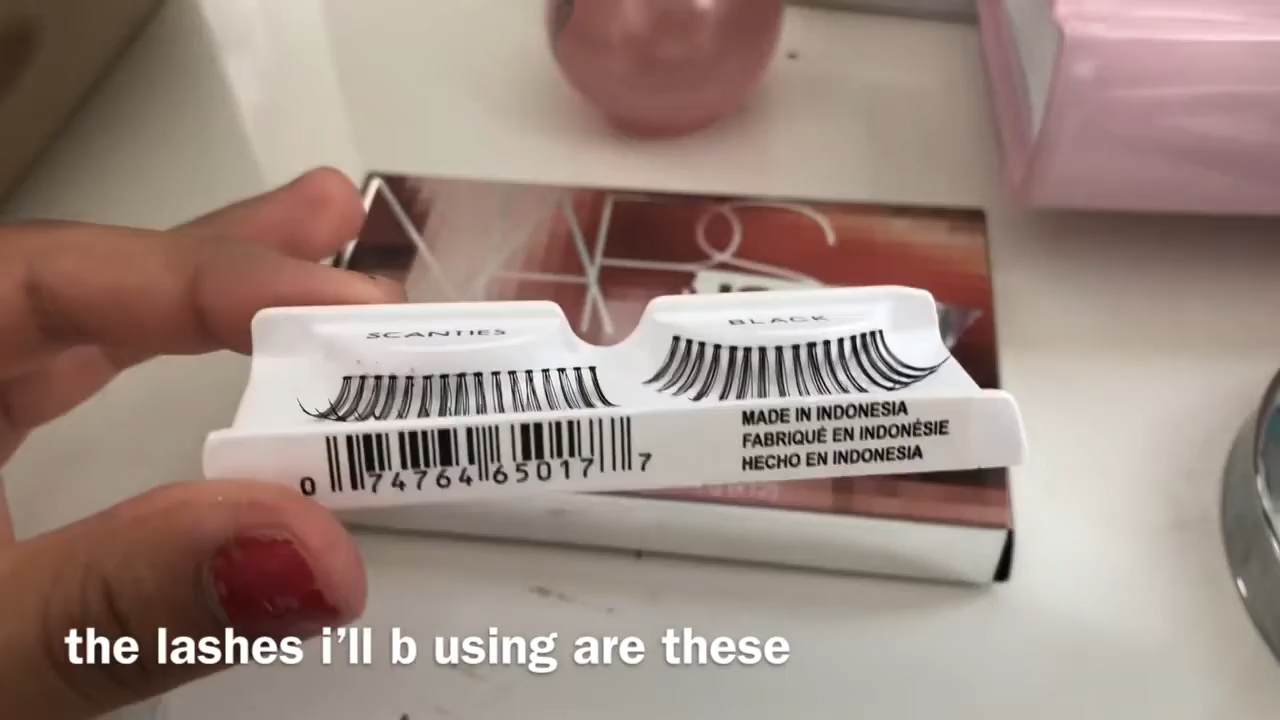 NARS
SCANTIES
BLACK
MADE IN INDONESIA
FABRIQUÉ EN INDONÉSIE
HECHO EN INDONESIA
0 74764 65017 7
the lashes i'll b using are these